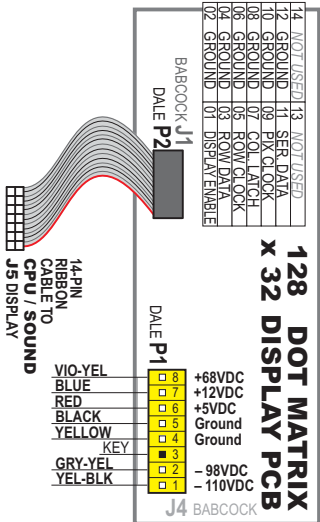 128 DOT MATRIX
x 32 DISPLAY PCB
14 NOT USED 13 NOT USED
12 GROUND 11 SER. DATA
10 GROUND 09 PIX CLOCK
08 GROUND 07 COL. LATCH
06 GROUND 05 ROW CLOCK
04 GROUND 03 ROW DATA
02 GROUND 01 DISPLAY ENABLE
BABCOCK J1
DALE P2
14-PIN
RIBBON
CABLE TO
CPU / SOUND
J5 DISPLAY
DALE P1
VIO-YEL 8 +68VDC
BLUE 7 +12VDC
RED 6 +5VDC
BLACK 5 Ground
YELLOW 4 Ground
KEY 3
GRY-YEL 2 – 98VDC
YEL-BLK 1 – 110VDC
J4 BABCOCK